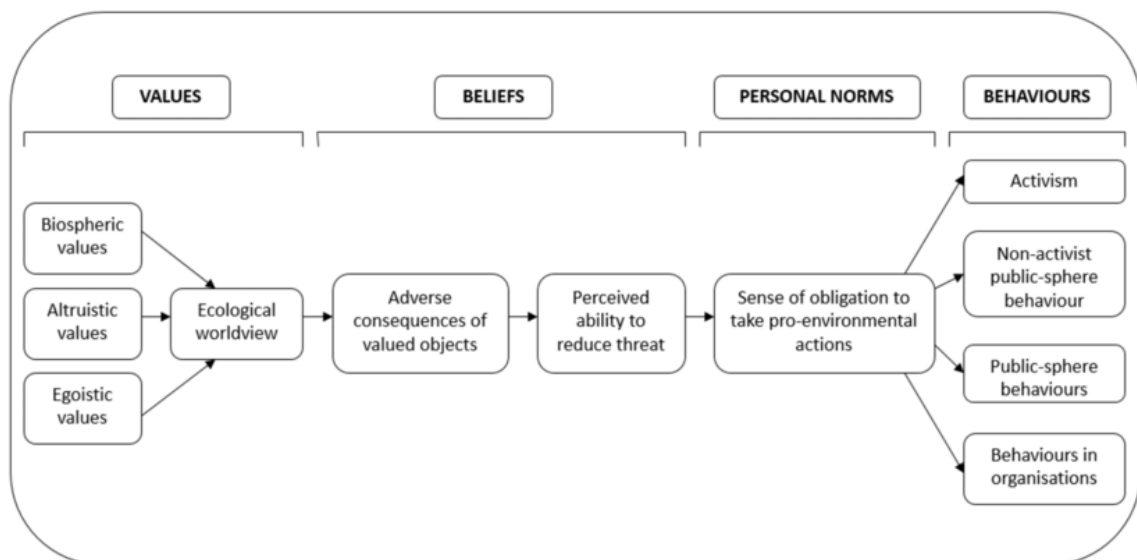 VALUES
BELIEFS
PERSONAL NORMS
BEHAVIOURS
Biospheric
values
Altruistic
values
Egoistic
values
Ecological
worldview
Adverse
consequences of
valued objects
Perceived
ability to
reduce threat
Sense of obligation to
take pro-environmental
actions
Activism
Non-activist
public-sphere
behaviour
Public-sphere
behaviours
Behaviours in
organisations